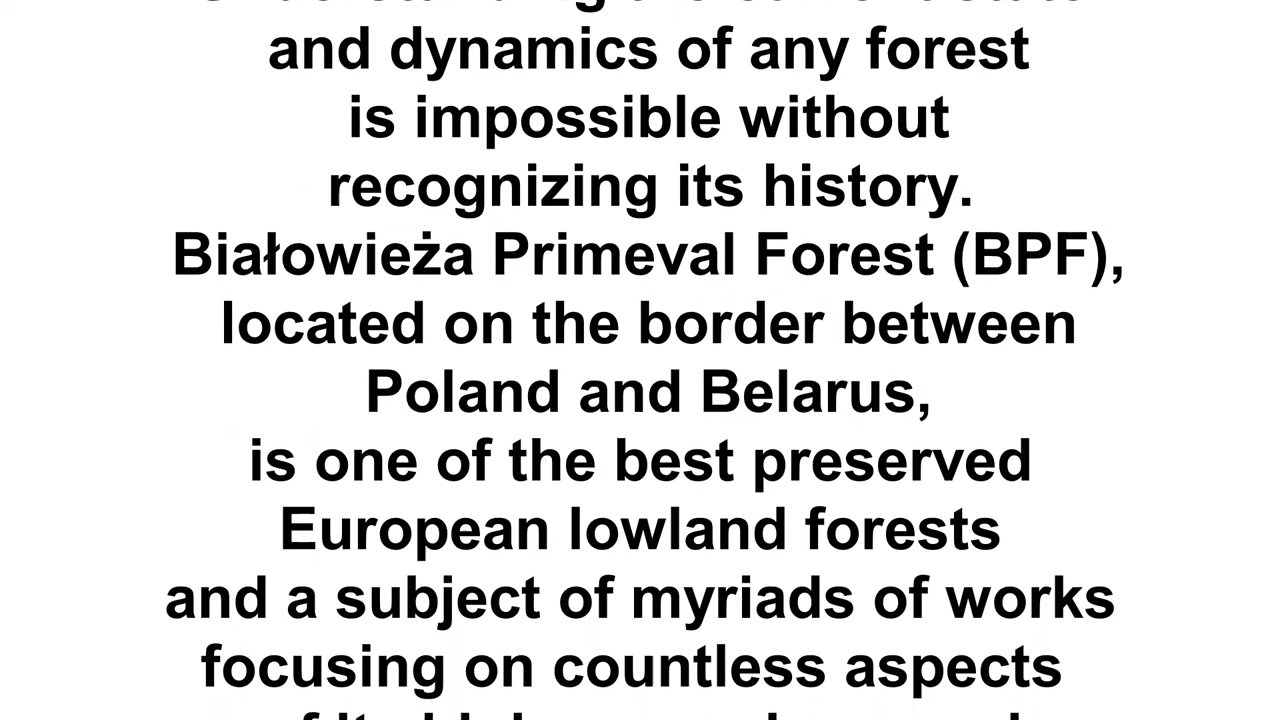 and dynamics of any forest
is impossible without
recognizing its history.
Białowieża Primeval Forest (BPF),
located on the border between
Poland and Belarus,
is one of the best preserved
European lowland forests
and a subject of myriads of works
focusing on countless aspects